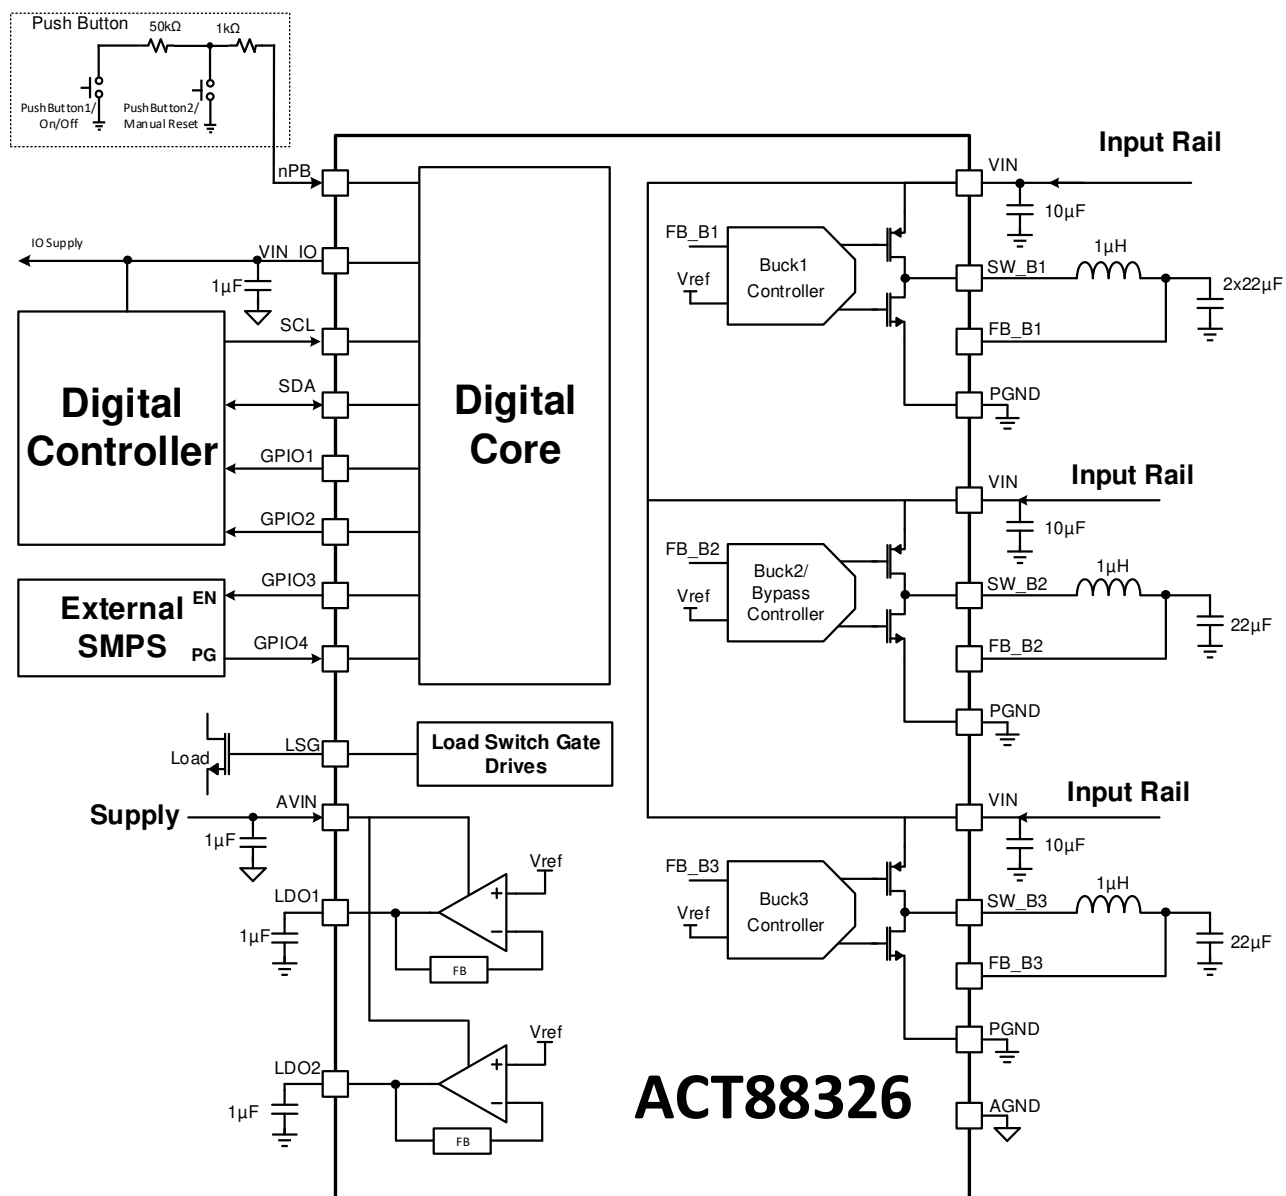 Push Button
50kΩ
1kΩ
PushButton1/
On/Off
PushButton2/
Manual Reset
nPB
IO Supply
VIN_IO
1µF
SCL
SDA
GPIO1
GPIO2
Digital
Controller
GPIO3
GPIO4
External
SMPS
EN
PG
Digital
Core
Load
LSG
Load Switch Gate
Drives
Supply
AVIN
1µF
LDO1
1µF
Vref
+
−
FB
LDO2
1µF
Vref
+
−
FB
Input Rail
VIN
10µF
FB_B1
Vref
Buck1
Controller
SW_B1
1µH
2x22µF
FB_B1
PGND
Input Rail
VIN
10µF
FB_B2
Vref
Buck2/
Bypass
Controller
SW_B2
1µH
22µF
FB_B2
PGND
Input Rail
VIN
10µF
FB_B3
Vref
Buck3
Controller
SW_B3
1µH
22µF
FB_B3
PGND
AGND
ACT88326